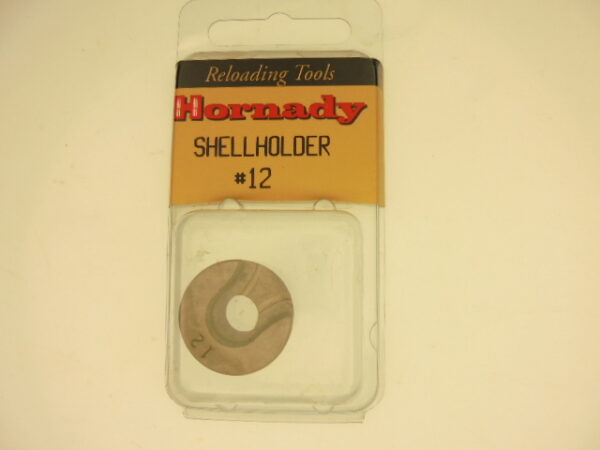 Reloading Tools
Hornady
SHELLHOLDER
#12
12